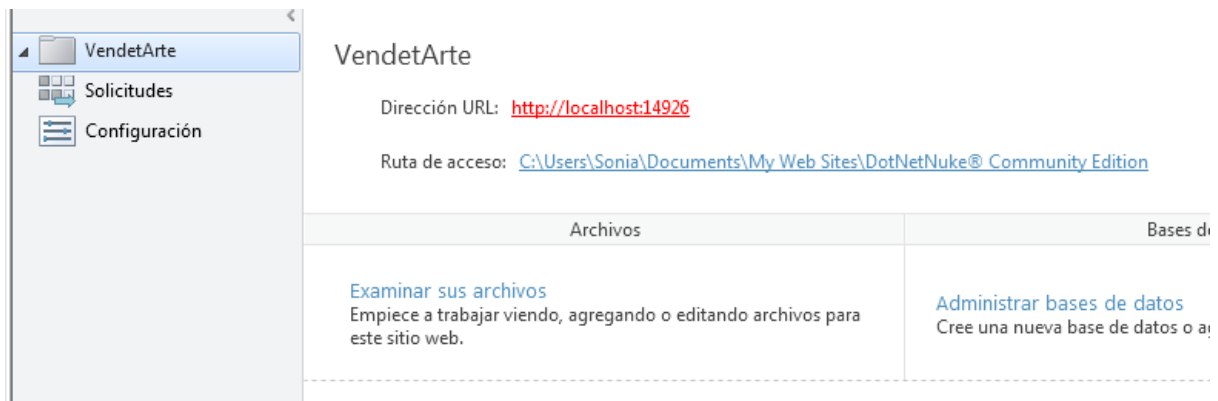 VendetArte
Solicitudes
Configuración
VendetArte
Dirección URL: http://localhost:14926
Ruta de acceso: C:\Users\Sonia\Documents\My Web Sites\DotNetNuke® Community Edition
Archivos
Bases d
Examinar sus archivos
Empiece a trabajar viendo, agregando o editando archivos para
este sitio web.
Administrar bases de datos
Cree una nueva base de datos o a